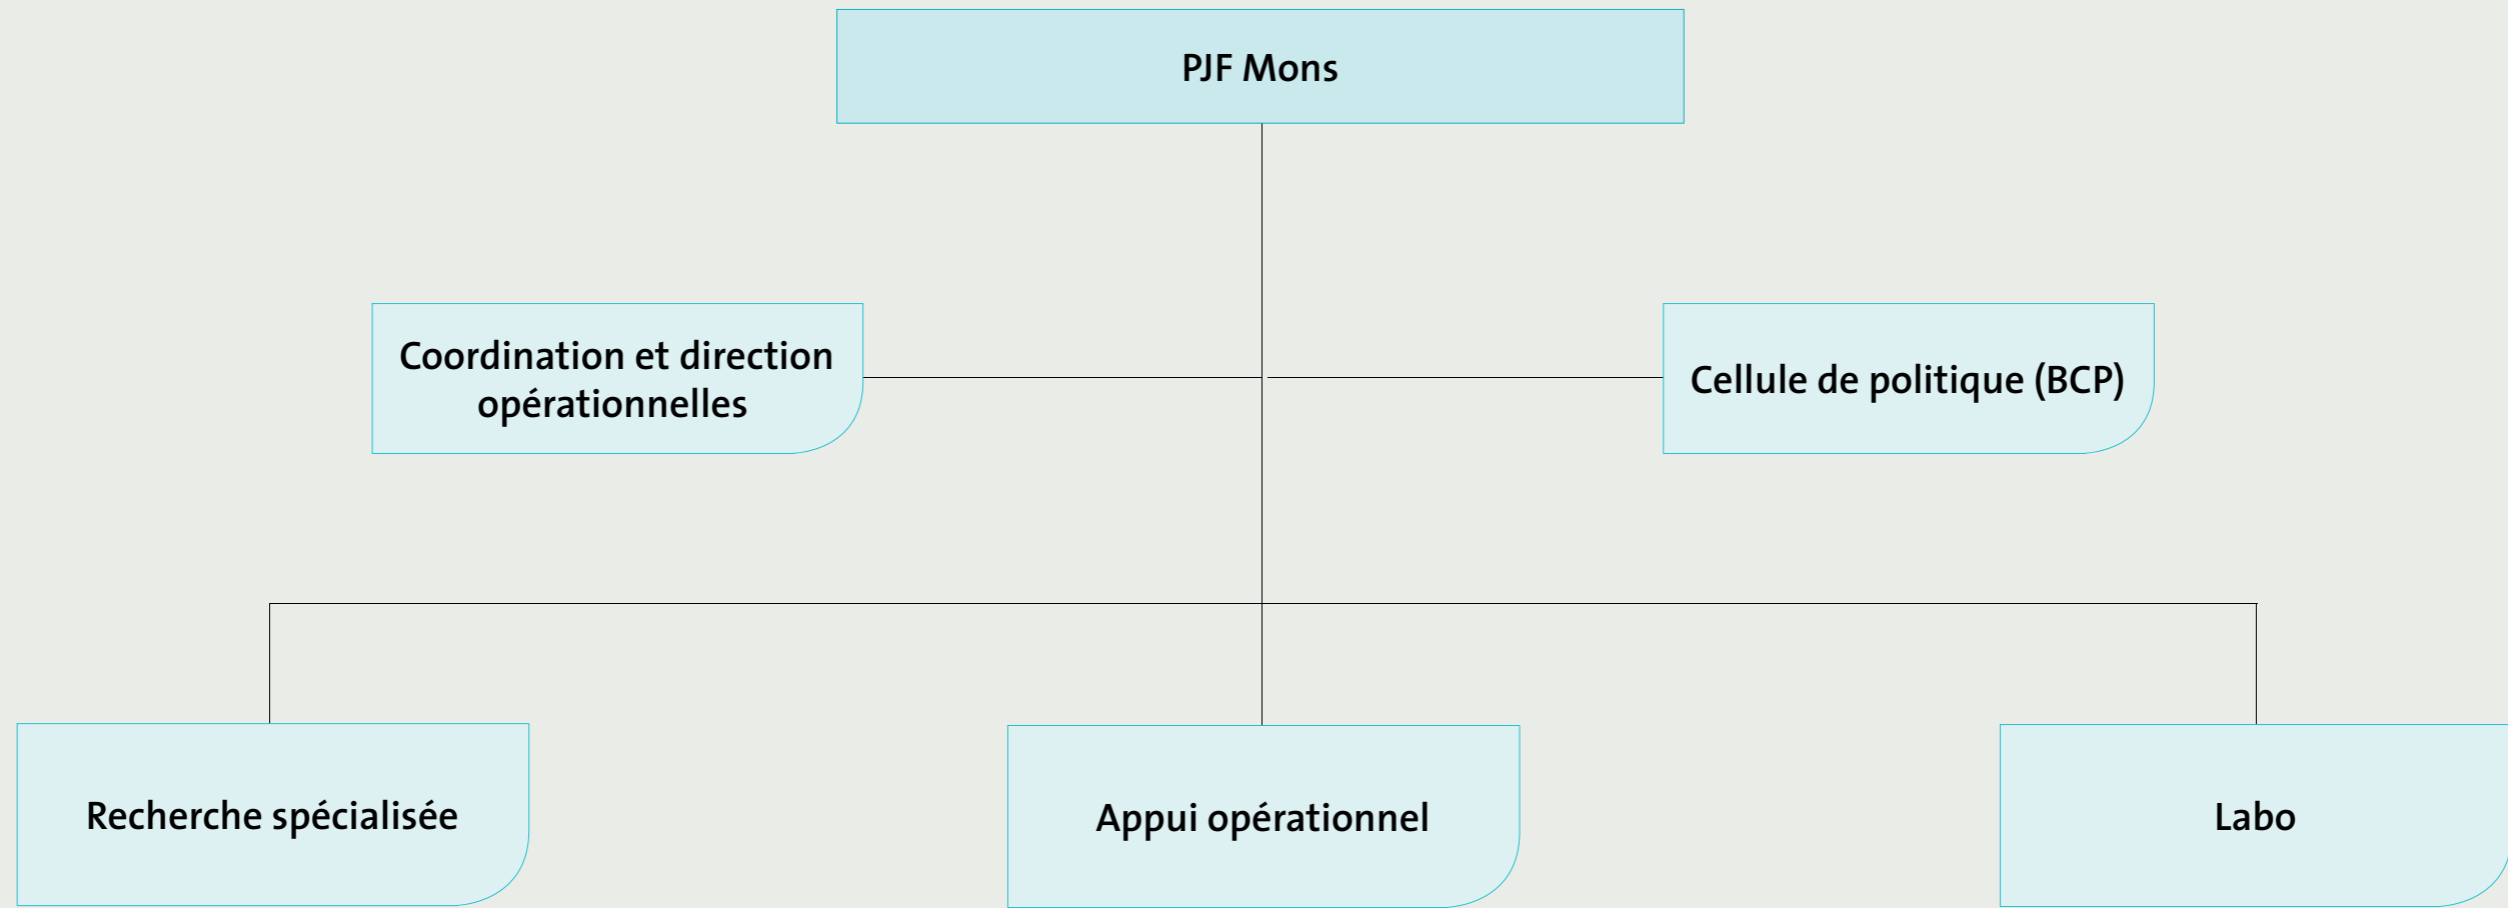 PJF Mons
Coordination et direction
opérationnelles
Cellule de politique (BCP)
Recherche spécialisée
Appui opérationnel
Labo